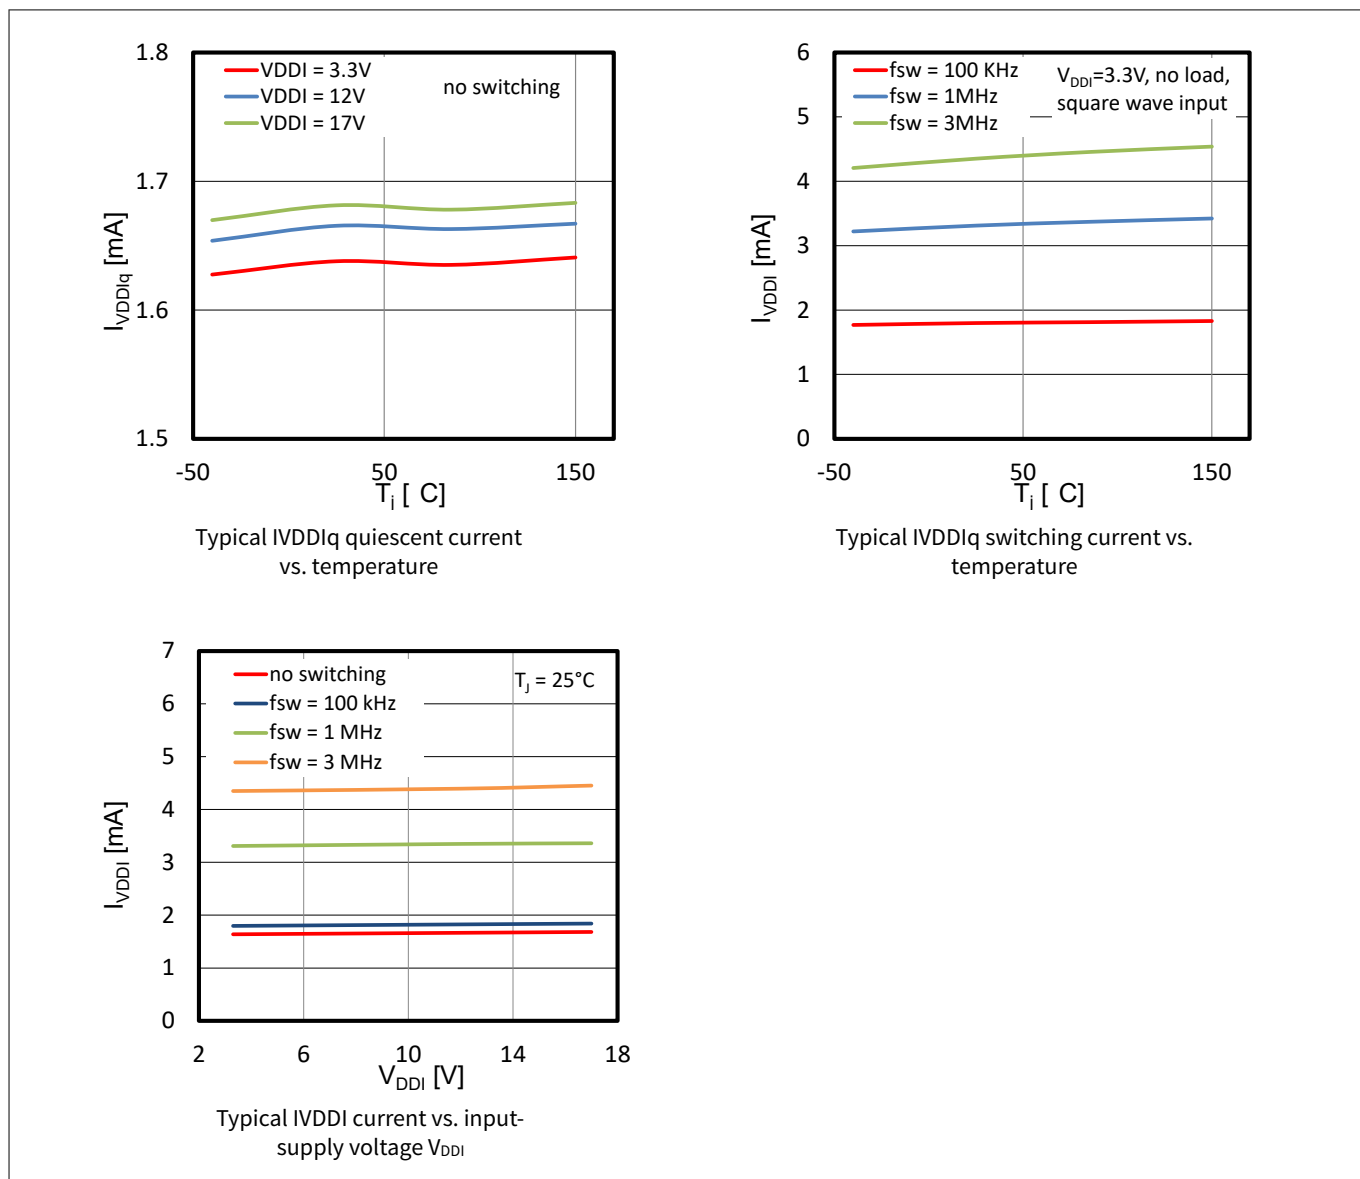 1.8
1.7
1.6
1.5
-50
50
150
VDDI = 3.3V
VDDI = 12V
VDDI = 17V
no switching
IVDDIq [mA]
Tj [ C]
Typical IVDDIq quiescent current
vs. temperature
6
5
4
3
2
1
0
-50
50
150
fsw = 100 KHz
fsw = 1MHz
fsw = 3MHz
VDDI=3.3V, no load,
square wave input
IVDDI [mA]
Tj [ C]
Typical IVDDIq switching current vs.
temperature
7
6
5
4
3
2
1
0
2
6
10
14
18
no switching
fsw = 100 kHz
fsw = 1 MHz
fsw = 3 MHz
TJ = 25°C
IVDDI [mA]
VDDI [V]
Typical IVDDI current vs. input-
supply voltage VDDI